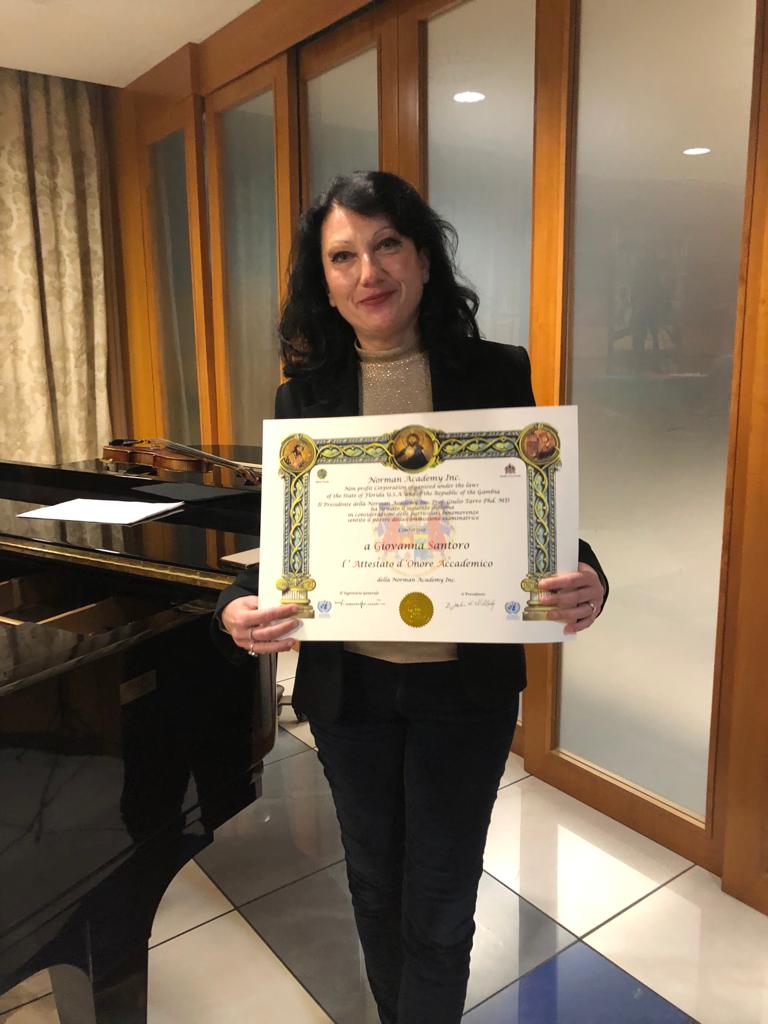 Norman Academy Inc.
Non profit Corporation organized under the laws
of the State of Florida U.S.A. and of the Republic of the Gambia
Il Presidente della Norman Academy Inc. Prof. Giulio Tarro Phd. MD
ha firmato il seguente diploma
in considerazione delle particolari benemerenze
sentito il parere della commissione esaminatrice
Conferisce
a Giovanna Santoro
l' Attestato d'Onore Accademico
della Norman Academy Inc.
Il Segretario Generale
Il Presidente